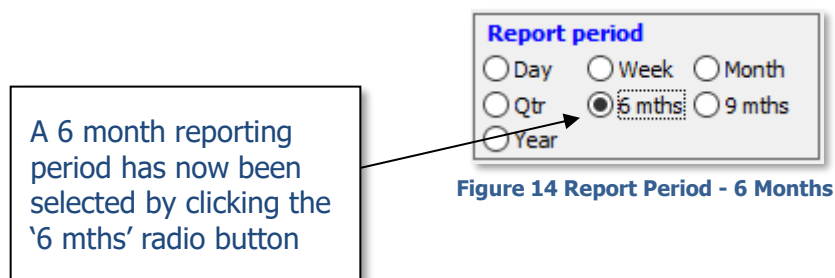 Report period
Day Week Month
Qtr 6 mths 9 mths
Year
A 6 month reporting
period has now been
selected by clicking the
‘6 mths’ radio button
Figure 14 Report Period - 6 Months